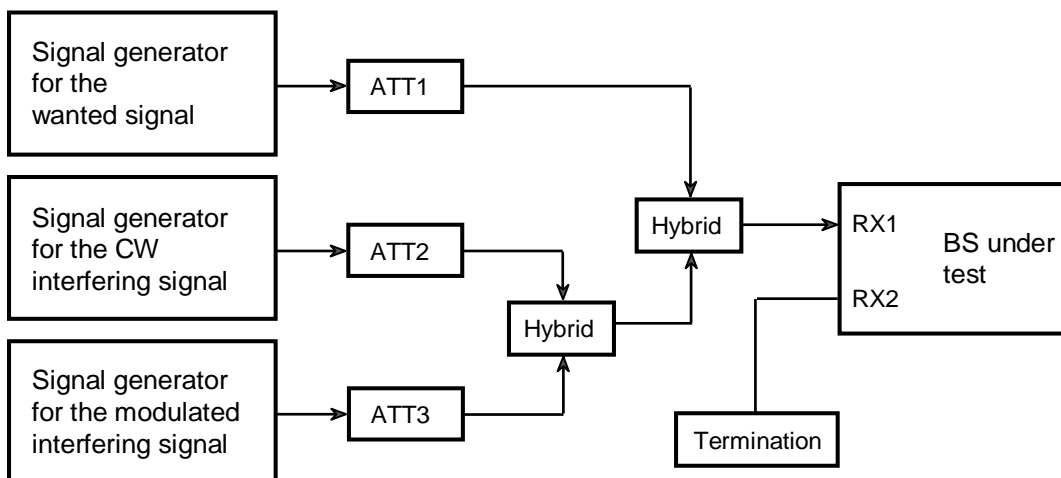 Signal generator
for the
wanted signal
ATT1
Signal generator
for the CW
interfering signal
ATT2
Hybrid
RX1
BS under
test
RX2
Hybrid
Signal generator
for the modulated
interfering signal
ATT3
Termination